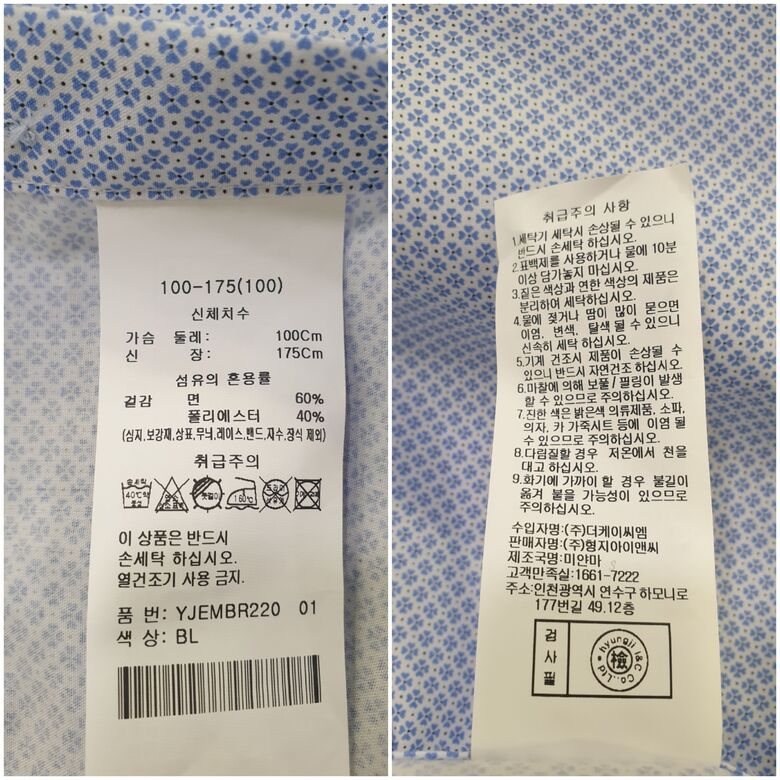 100-175(100)
신체치수
가슴 둘레: 100Cm
신 장: 175Cm
섬유의 혼용률
겉감 면 60%
폴리에스터 40%
(심지,보강재,상표,무늬,레이스,밴드,자수,장식 제외)
취급주의
손세탁
40℃약
중성
160℃
드라이
이 상품은 반드시
손세탁 하십시오.
열건조기 사용 금지.
품 번: YJEMBR220 01
색 상: BL
취급주의 사항
1.세탁기 세탁시 손상될 수 있으니
반드시 손세탁 하십시오.
2.표백제를 사용하거나 물에 10분
이상 담가놓지 마십시오.
3.짙은 색상과 연한 색상의 제품은
분리하여 세탁하십시오.
4.물에 젖거나 땀이 많이 묻으면
이염, 변색, 탈색 될 수 있으니
신속히 세탁 하십시오.
5.기계 건조시 제품이 손상될 수
있으니 반드시 자연건조 하십시오.
6.마찰에 의해 보풀/필링이 발생
할 수 있으므로 주의하십시오.
7.진한 색은 밝은색 의류제품, 소파,
의자, 카 가죽시트 등에 이염 될
수 있으므로 주의하십시오.
8.다림질할 경우 저온에서 천을
대고 하십시오.
9.화기에 가까이 할 경우 불길이
옮겨 붙을 가능성이 있으므로
주의하십시오.
수입자명:(주)더케이씨엠
판매자명:(주)형지아이앤씨
제조국명:미얀마
고객만족실:1661-7222
주소:인천광역시 연수구 하모니로
177번길 49.12층
검사필
hyungji I&C Co.,Ltd
檢